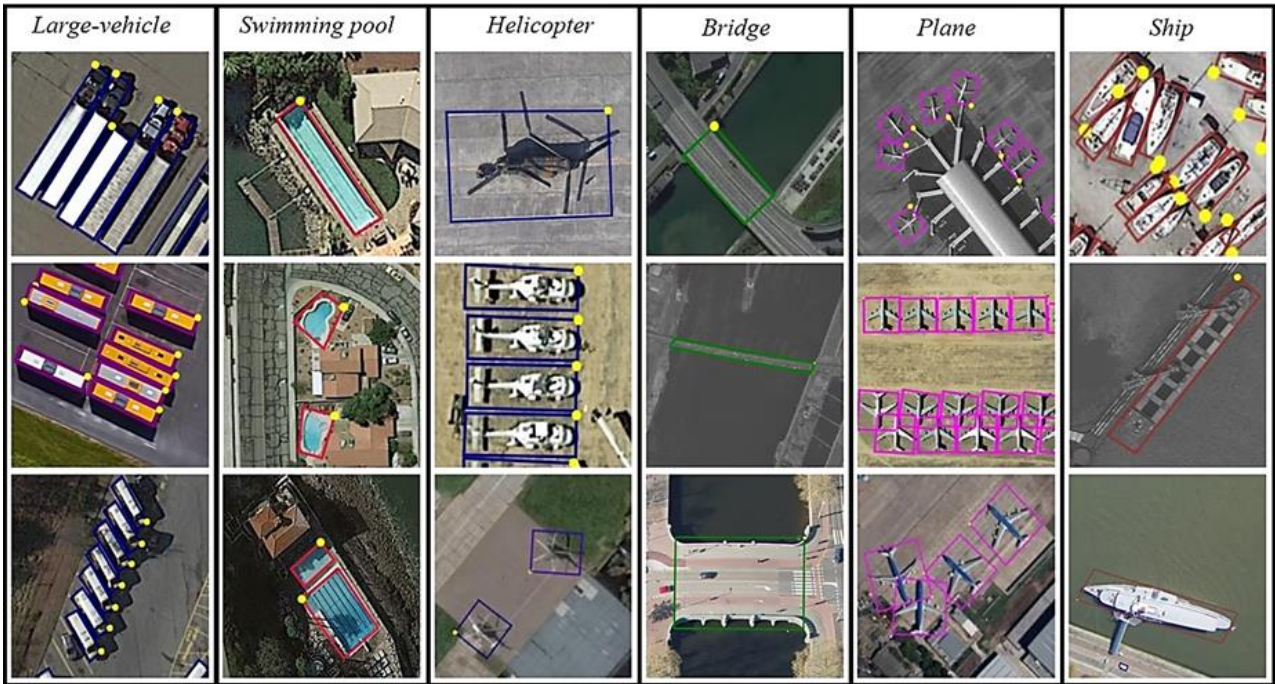 Large-vehicle
Swimming pool
Helicopter
Bridge
Plane
Ship